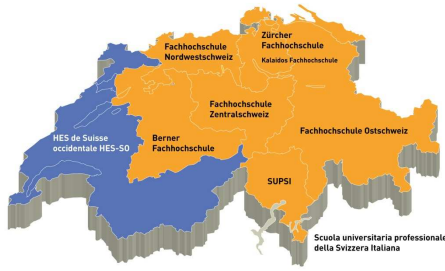 Fachhochschule
Nordwestschweiz
Zürcher
Fachhochschule
Kalaidos Fachhochschule
HES de Suisse
occidentale HES-SO
Berner
Fachhochschule
Fachhochschule
Zentralschweiz
Fachhochschule Ostschweiz
SUPSI
Scuola universitaria professionale
della Svizzera Italiana